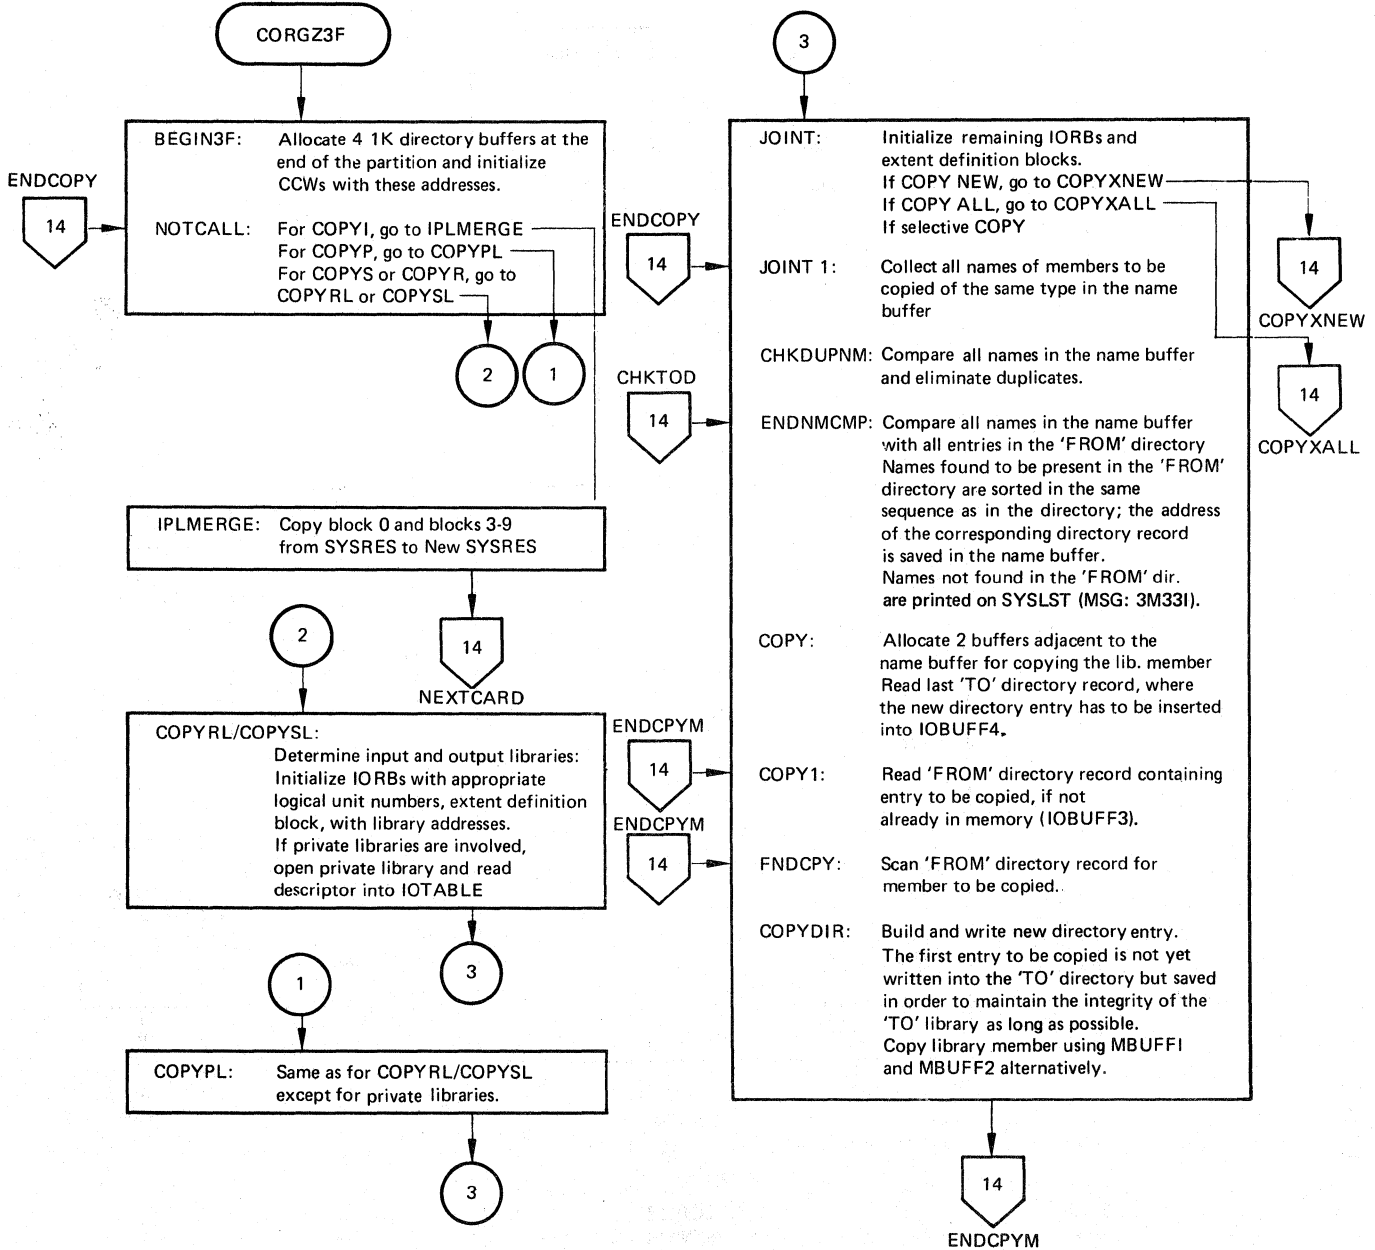 CORGZ3F
BEGIN3F: Allocate 4 1K directory buffers at the
end of the partition and initialize
CCWs with these addresses.
ENDCOPY
14
NOTCALL: For COPYI, go to IPLMERGE
For COPYP, go to COPYPL
For COPYS or COPYR, go to
COPYRL or COPYSL
2
1
IPLMERGE: Copy block 0 and blocks 3-9
from SYSRES to New SYSRES
14
NEXTCARD
2
COPYRL/COPYSL:
Determine input and output libraries:
Initialize IORBs with appropriate
logical unit numbers, extent definition
block, with library addresses.
If private libraries are involved,
open private library and read
descriptor into IOTABLE
3
1
COPYPL: Same as for COPYRL/COPYSL
except for private libraries.
3
3
JOINT: Initialize remaining IORBs and
extent definition blocks.
If COPY NEW, go to COPYXNEW
If COPY ALL, go to COPYXALL
If selective COPY
14
COPYXNEW
14
COPYXALL
ENDCOPY
14
JOINT 1: Collect all names of members to be
copied of the same type in the name
buffer
CHKDUPNM: Compare all names in the name buffer
and eliminate duplicates.
CHKTOD
14
ENDNMCMP: Compare all names in the name buffer
with all entries in the 'FROM' directory
Names found to be present in the 'FROM'
directory are sorted in the same
sequence as in the directory; the address
of the corresponding directory record
is saved in the name buffer.
Names not found in the 'FROM' dir.
are printed on SYSLST (MSG: 3M33I).
COPY: Allocate 2 buffers adjacent to the
name buffer for copying the lib. member
Read last 'TO' directory record, where
the new directory entry has to be inserted
into IOBUFF4.
ENDCPYM
14
COPY1: Read 'FROM' directory record containing
entry to be copied, if not
already in memory (IOBUFF3).
ENDCPYM
14
FNDCPY: Scan 'FROM' directory record for
member to be copied.
COPYDIR: Build and write new directory entry.
The first entry to be copied is not yet
written into the 'TO' directory but saved
in order to maintain the integrity of the
'TO' library as long as possible.
Copy library member using MBUFFI
and MBUFF2 alternatively.
14
ENDCPYM